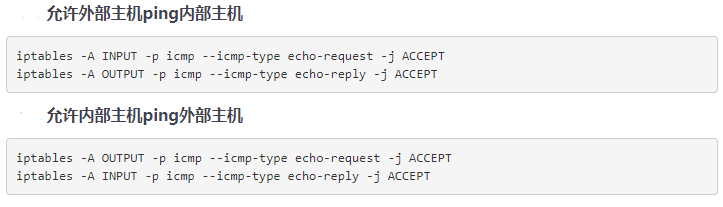 允许外部主机ping内部主机
iptables -A INPUT -p icmp --icmp-type echo-request -j ACCEPT
iptables -A OUTPUT -p icmp --icmp-type echo-reply -j ACCEPT
允许内部主机ping外部主机
iptables -A OUTPUT -p icmp --icmp-type echo-request -j ACCEPT
iptables -A INPUT -p icmp --icmp-type echo-reply -j ACCEPT